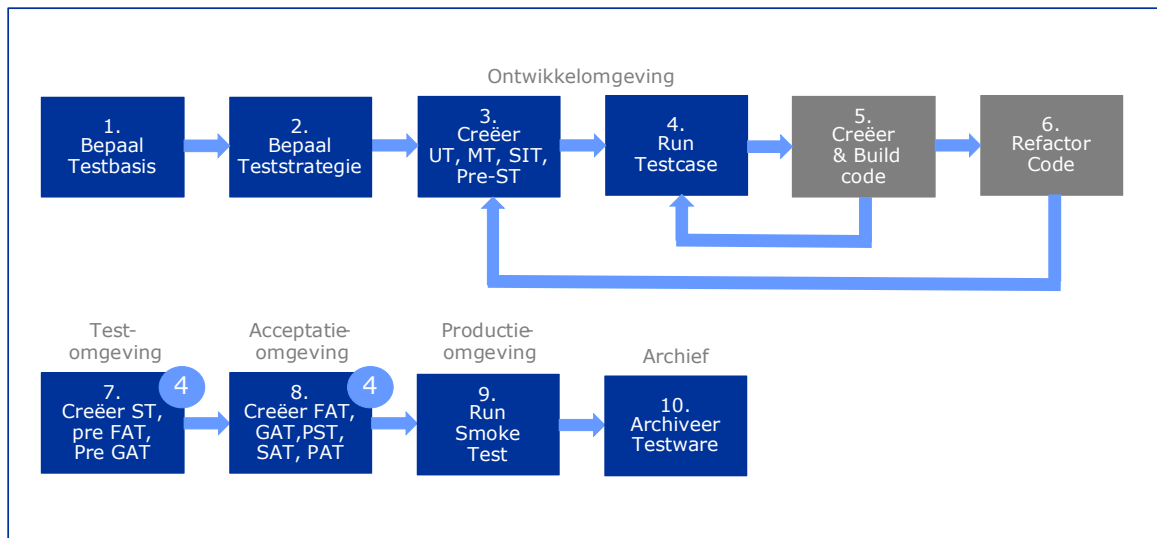 Ontwikkelomgeving
1.
Bepaal
Testbasis
2.
Bepaal
Teststrategie
3.
Creëer
UT, MT, SIT,
Pre-ST
4.
Run
Testcase
5.
Creëer
& Build
code
6.
Refactor
Code
Test-
omgeving
7.
Creëer ST,
pre FAT,
Pre GAT
4
Acceptatie-
omgeving
8.
Creëer FAT,
GAT,PST,
SAT, PAT
4
Productie-
omgeving
9.
Run
Smoke
Test
Archief
10.
Archiveer
Testware